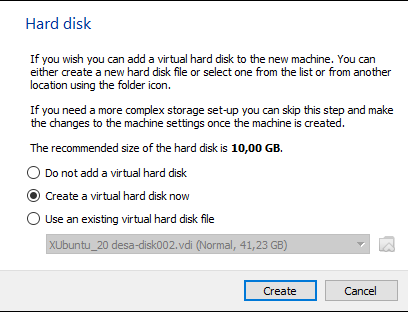 Hard disk
If you wish you can add a virtual hard disk to the new machine. You can
either create a new hard disk file or select one from the list or from another
location using the folder icon.
If you need a more complex storage set-up you can skip this step and make
the changes to the machine settings once the machine is created.
The recommended size of the hard disk is 10,00 GB.
Do not add a virtual hard disk
Create a virtual hard disk now
Use an existing virtual hard disk file
XUbuntu_20 desa-disk002.vdi (Normal, 41,23 GB)
Create
Cancel